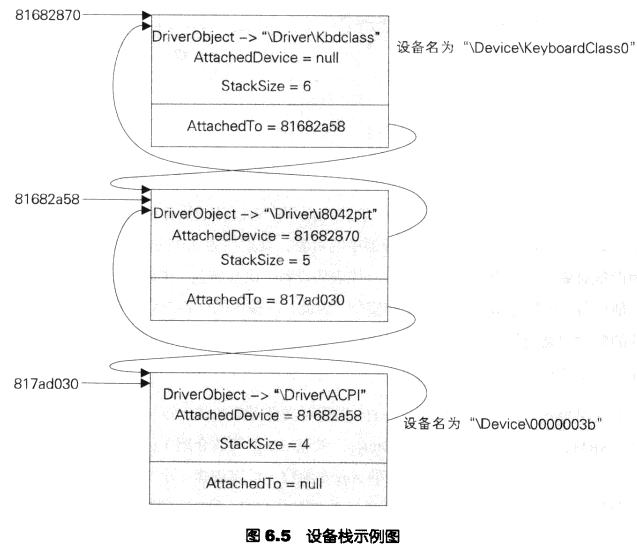 81682870
DriverObject -> “\Driver\Kbdclass”
AttachedDevice = null
StackSize = 6
AttachedTo = 81682a58
设备名为 “\Device\KeyboardClass0”
81682a58
DriverObject -> “\Driver\i8042prt”
AttachedDevice = 81682870
StackSize = 5
AttachedTo = 817ad030
817ad030
DriverObject -> “\Driver\ACPI”
AttachedDevice = 81682a58
StackSize = 4
AttachedTo = null
设备名为 “\Device\0000003b”
图 6.5 设备栈示例图